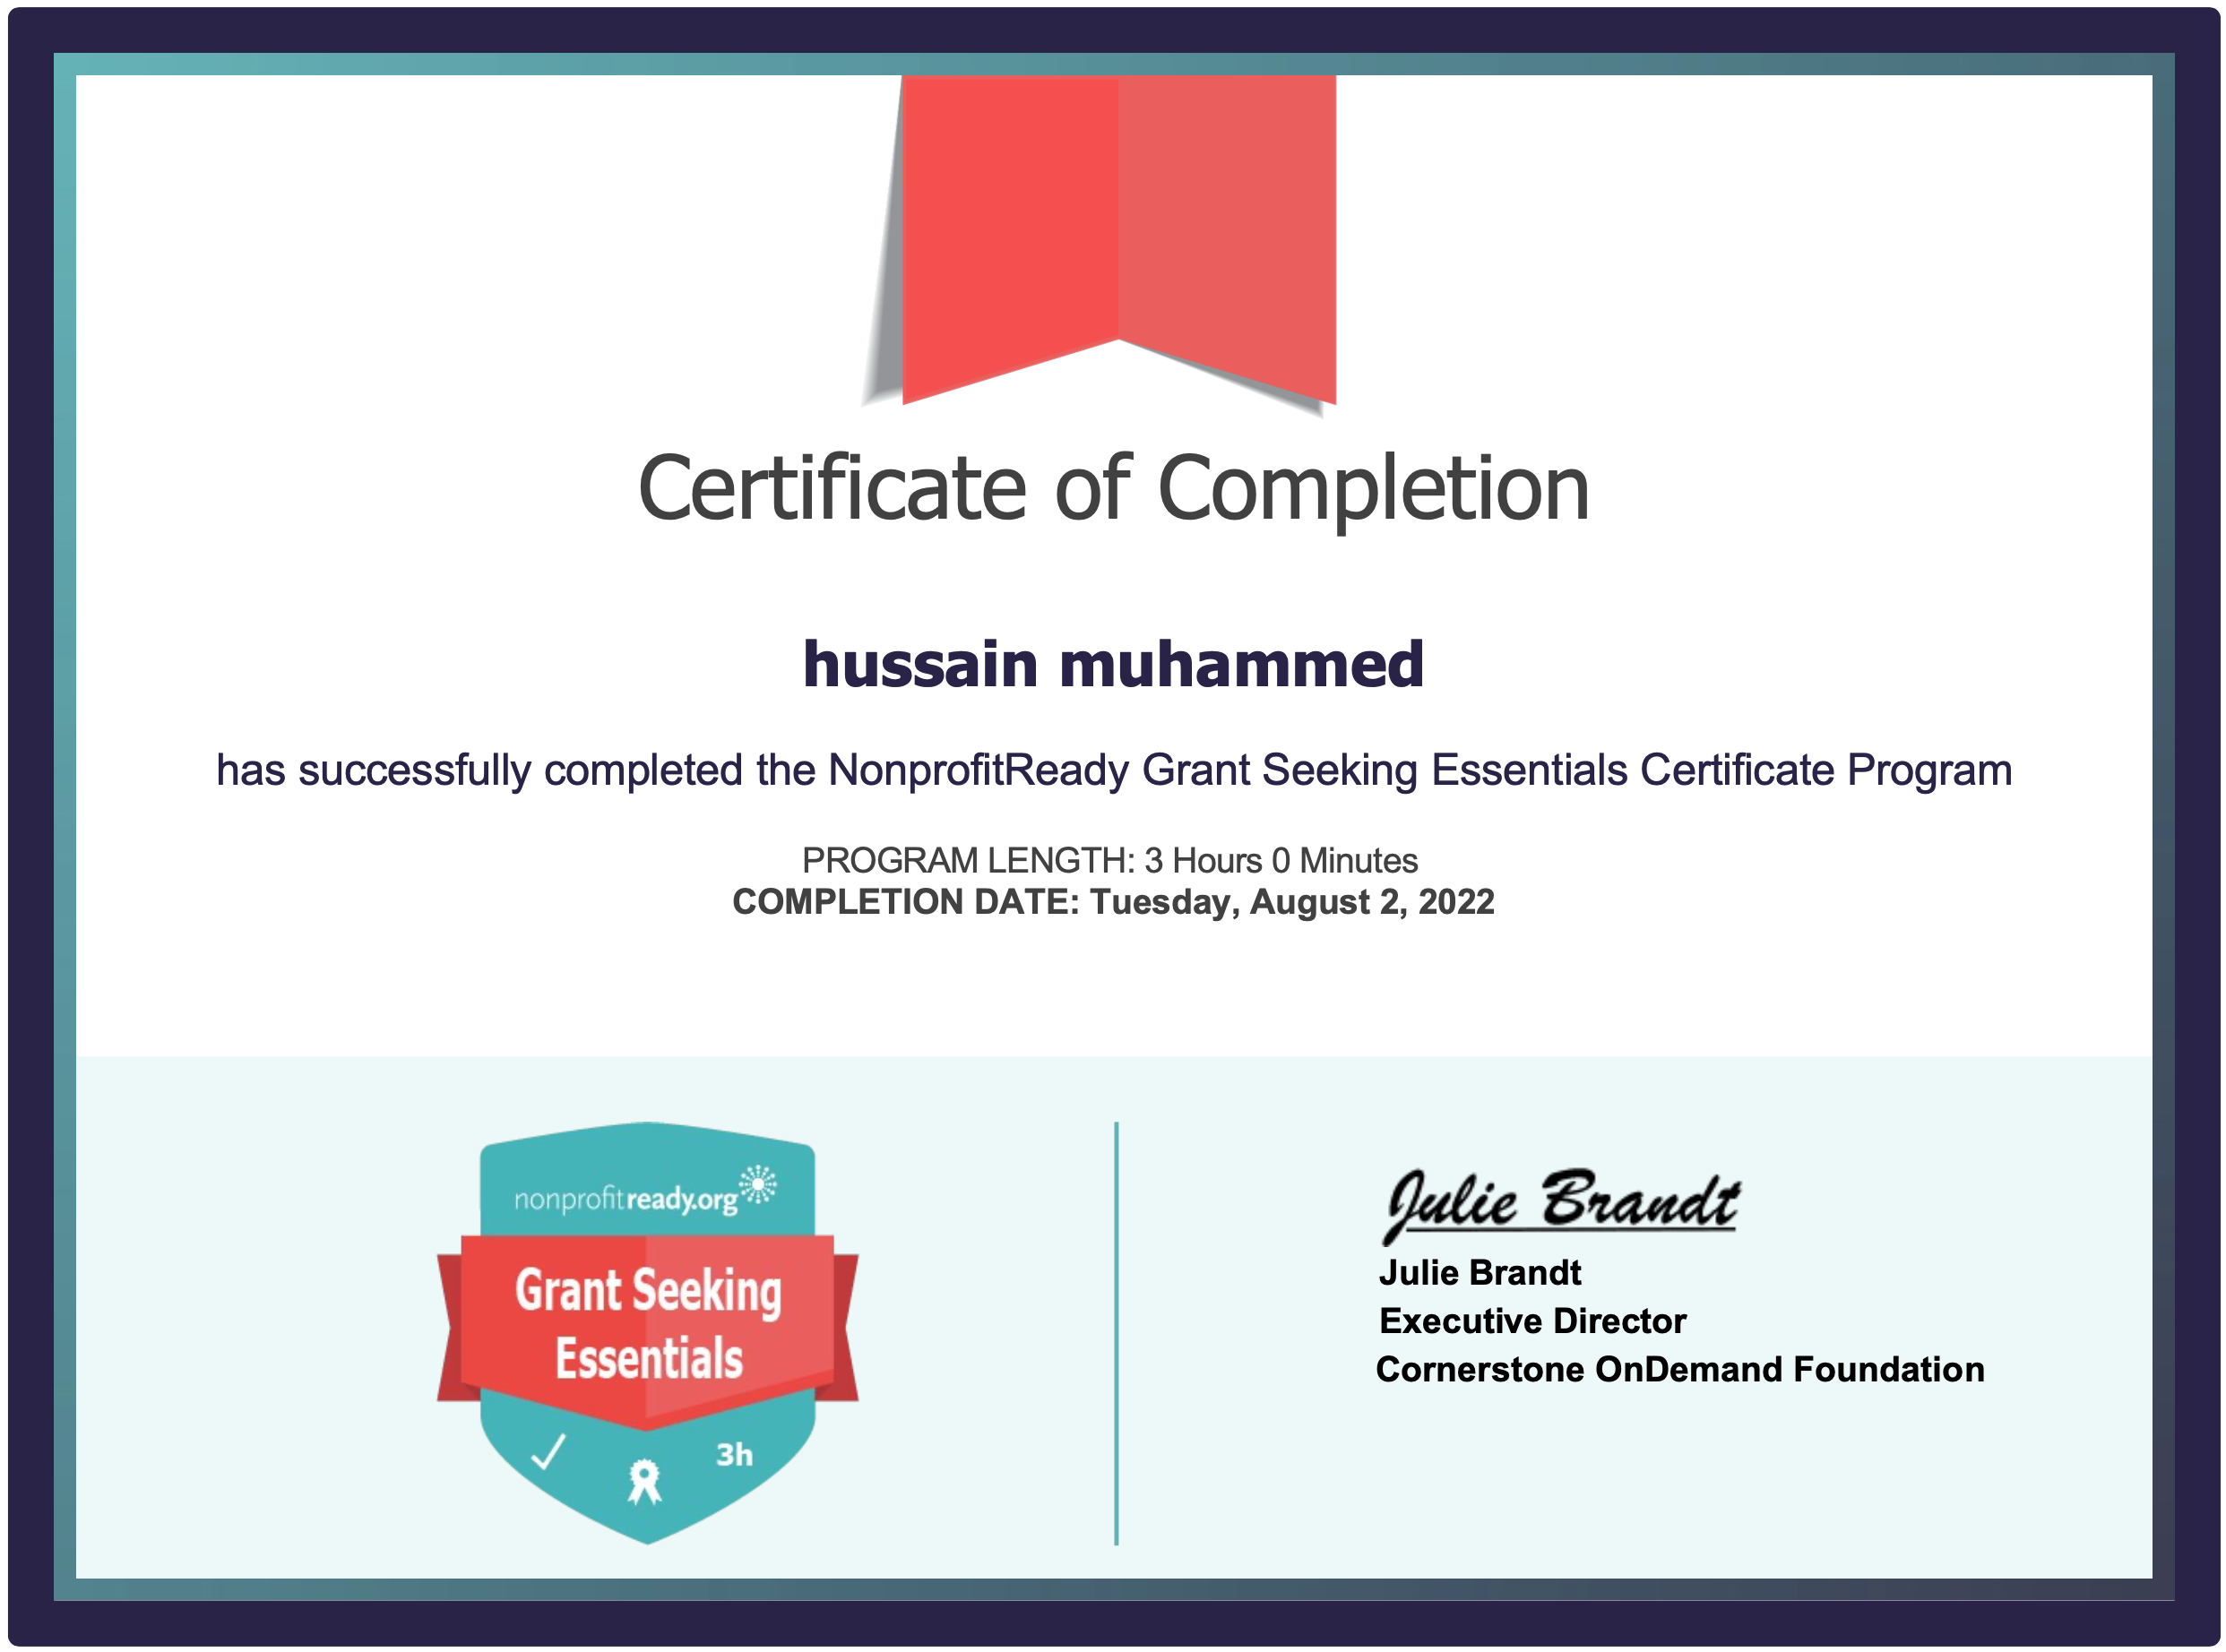 Certificate of Completion
hussain muhammed
has successfully completed the NonprofitReady Grant Seeking Essentials Certificate Program
PROGRAM LENGTH: 3 Hours 0 Minutes
COMPLETION DATE: Tuesday, August 2, 2022
nonprofitready.org
Grant Seeking
Essentials
3h
Julie Brandt
Julie Brandt
Executive Director
Cornerstone OnDemand Foundation